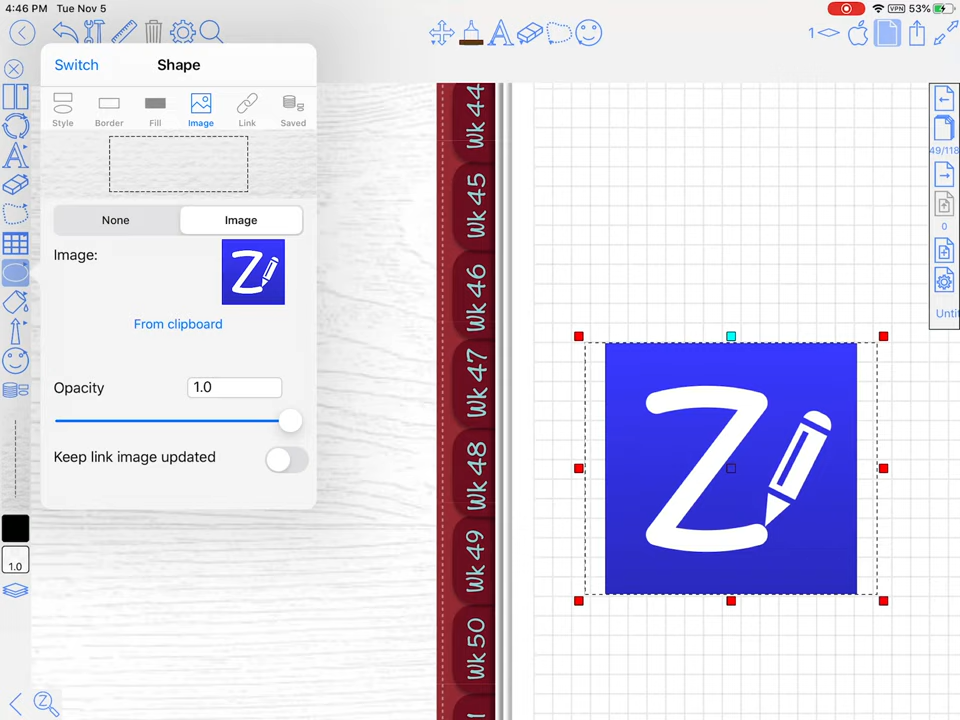 4:46 PM Tue Nov 5
VPN 53%
1
Switch
Shape
Style
Border
Fill
Image
Link
Saved
None
Image
Image:
Z
From clipboard
Opacity
1.0
Keep link image updated
1.0
Z
Wk 44
Wk 45
Wk 46
Wk 47
Wk 48
Wk 49
Wk 50
Z
49/118
0
Unti